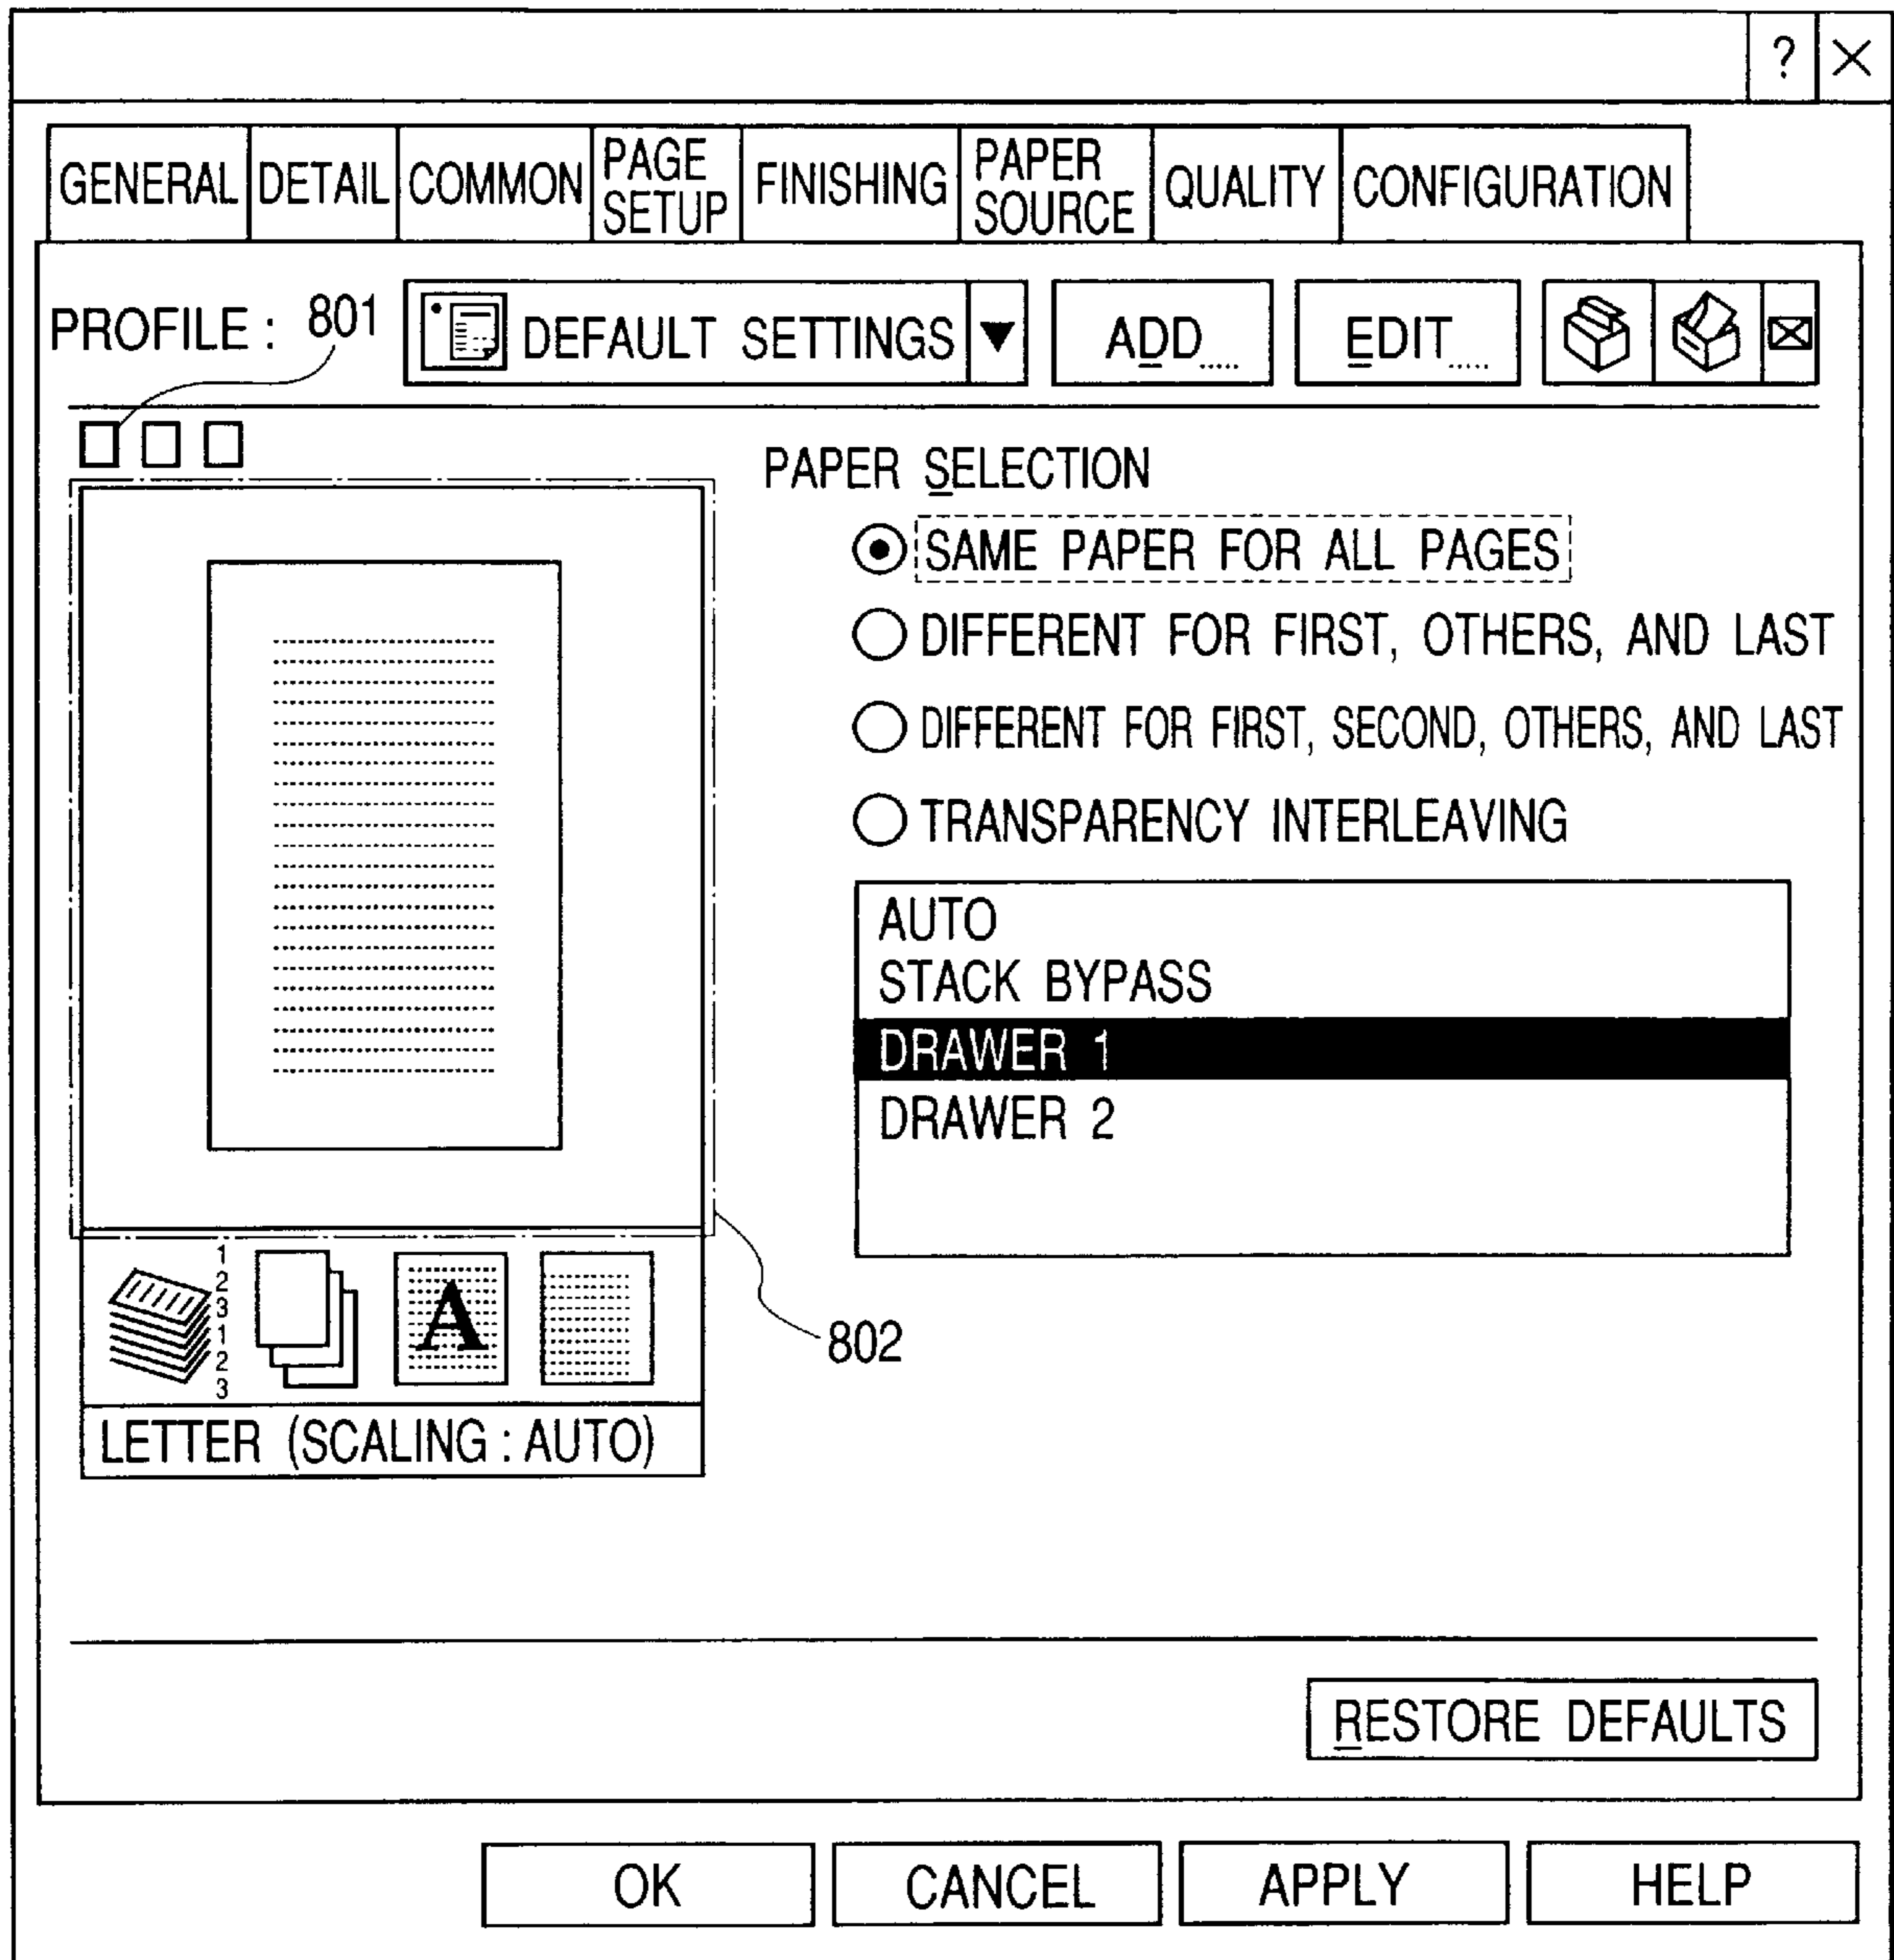 ?
GENERAL DETAIL COMMON PAGE SETUP FINISHING PAPER SOURCE QUALITY CONFIGURATION
PROFILE : 801 DEFAULT SETTINGS ADD..... EDIT.....
PAPER SELECTION
SAME PAPER FOR ALL PAGES
DIFFERENT FOR FIRST, OTHERS, AND LAST
DIFFERENT FOR FIRST, SECOND, OTHERS, AND LAST
TRANSPARENCY INTERLEAVING
AUTO
STACK BYPASS
DRAWER 1
DRAWER 2
1
2
3
1
2
3
A
802
LETTER (SCALING : AUTO)
RESTORE DEFAULTS
OK CANCEL APPLY HELP